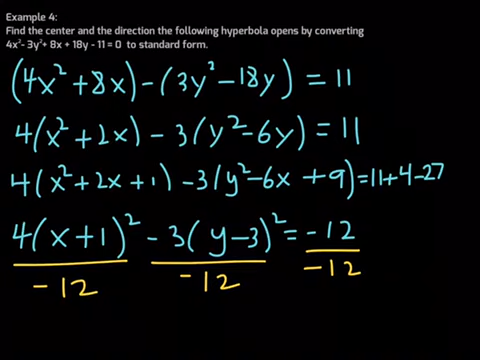 Example 4:
Find the center and the direction the following hyperbola opens by converting
4x²- 3y²+ 8x + 18y - 11 = 0 to standard form.
(4x² + 8x) - (3y² - 18y) = 11
4(x² + 2x) - 3(y² - 6y) = 11
4(x² + 2x + 1) - 3(y² - 6x + 9) = 11 + 4 - 27
4(x + 1)² - 3(y - 3)² = -12
-12 -12 -12